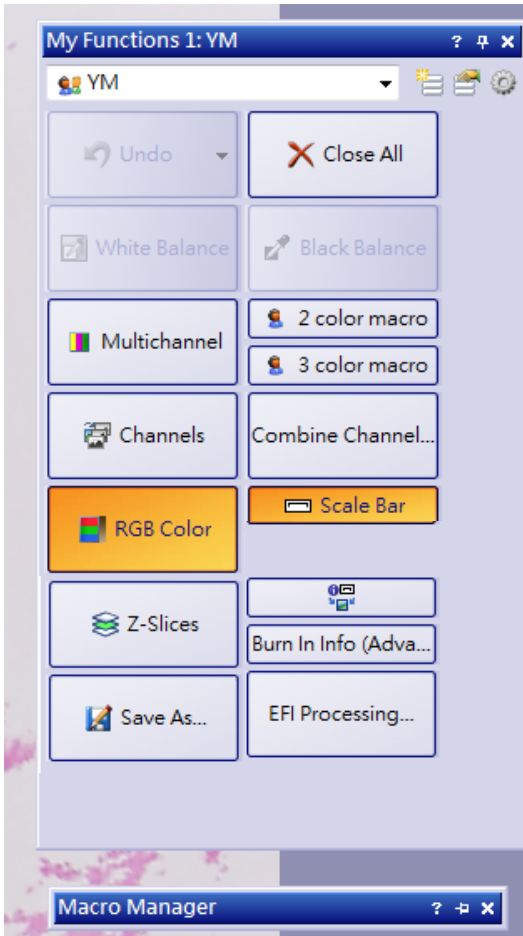 My Functions 1: YM
YM
Undo
Close All
White Balance
Black Balance
Multichannel
2 color macro
3 color macro
Channels
Combine Channel...
RGB Color
Scale Bar
Z-Slices
Burn In Info (Adva...
Save As...
EFI Processing...
Macro Manager